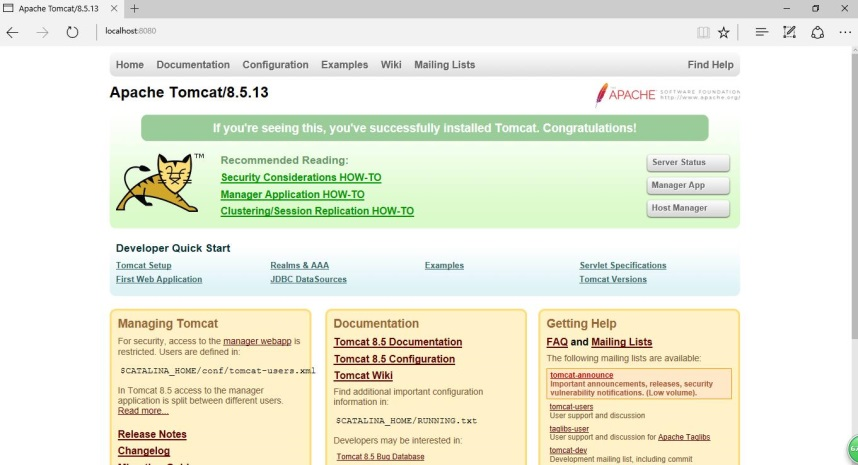 Apache Tomcat/8.5.13
localhost:8080
Home Documentation Configuration Examples Wiki Mailing Lists Find Help
Apache Tomcat/8.5.13
APACHE SOFTWARE FOUNDATION
http://www.apache.org/
If you're seeing this, you've successfully installed Tomcat. Congratulations!
TM
Recommended Reading:
Security Considerations HOW-TO
Manager Application HOW-TO
Clustering/Session Replication HOW-TO
Server Status
Manager App
Host Manager
Developer Quick Start
Tomcat Setup Realms & AAA Examples Servlet Specifications
First Web Application JDBC DataSources Tomcat Versions
Managing Tomcat
For security, access to the manager webapp is
restricted. Users are defined in:
$CATALINA_HOME/conf/tomcat-users.xml
In Tomcat 8.5 access to the manager
application is split between different users.
Read more...
Release Notes
Changelog
Documentation
Tomcat 8.5 Documentation
Tomcat 8.5 Configuration
Tomcat Wiki
Find additional important configuration
information in:
$CATALINA_HOME/RUNNING.txt
Developers may be interested in:
Tomcat 8.5 Bug Database
Getting Help
FAQ and Mailing Lists
The following mailing lists are available:
tomcat-announce
Important announcements, releases, security
vulnerability notifications. (Low volume).
tomcat-users
User support and discussion
taglibs-user
User support and discussion for Apache Taglibs
tomcat-dev
Development mailing list, including commit